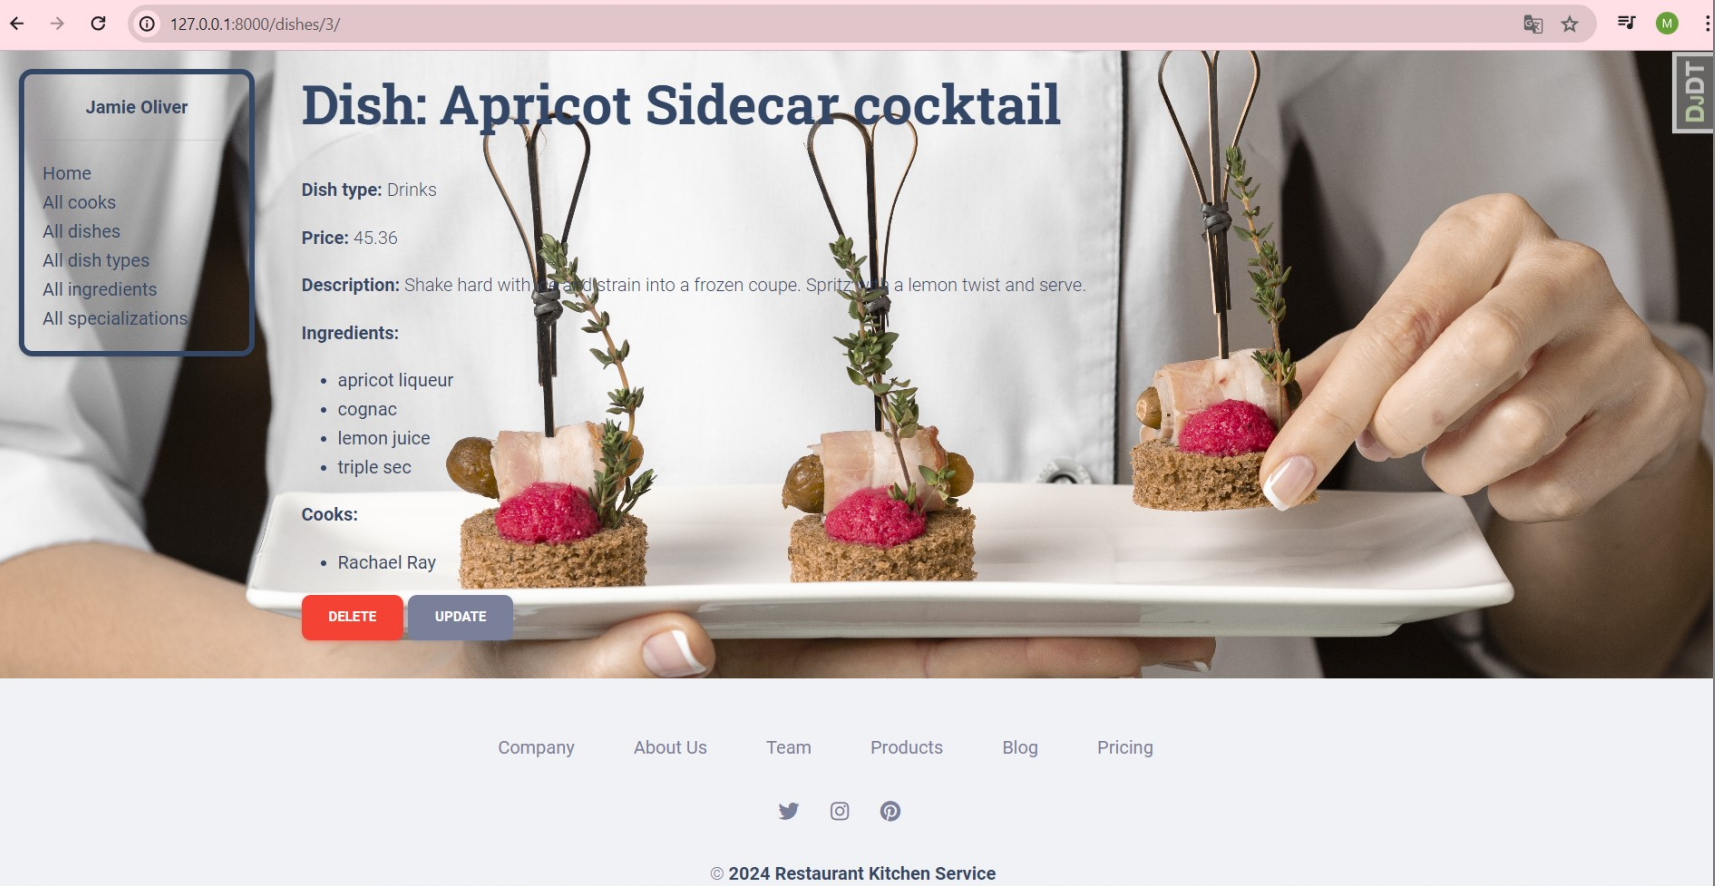 127.0.0.1:8000/dishes/3/
M
DJDT
Jamie Oliver
Home
All cooks
All dishes
All dish types
All ingredients
All specializations
Dish: Apricot Sidecar cocktail
Dish type: Drinks
Price: 45.36
Description: Shake hard with ice and strain into a frozen coupe. Spritz with a lemon twist and serve.
Ingredients:
apricot liqueur
cognac
lemon juice
triple sec
Cooks:
Rachael Ray
DELETE UPDATE
Company About Us Team Products Blog Pricing
© 2024 Restaurant Kitchen Service